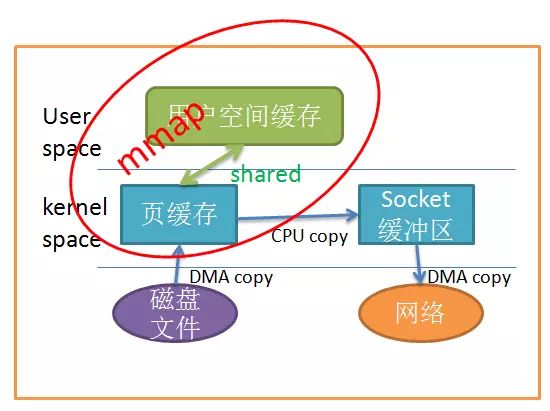 User
space
用户空间缓存
mmap
shared
kernel
space
页缓存
CPU copy
Socket
缓冲区
DMA copy
DMA copy
磁盘
文件
网络